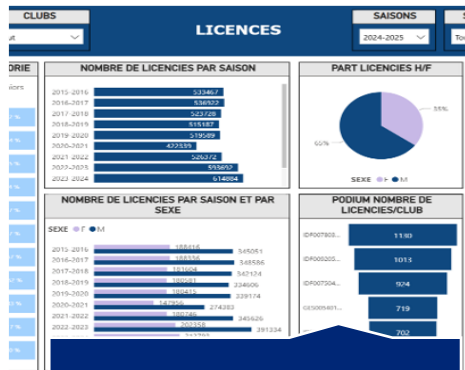 CLUBS
SAISONS
LICENCES
2024-2025
NOMBRE DE LICENCIES PAR SAISON
2015-2016 533467
2016-2017 536922
2017-2018 523728
2018-2019 515187
2019-2020 519589
2020-2021 422339
2021-2022 526372
2022-2023 593692
2023-2024 614884
PART LICENCIES H/F
35%
65%
SEXE F M
NOMBRE DE LICENCIES PAR SAISON ET PAR
SEXE
SEXE F M
2015-2016 188416 345051
2016-2017 188336 348586
2017-2018 181604 342124
2018-2019 180581 334606
2019-2020 180415 339174
2020-2021 147956 274383
2021-2022 180746 345626
2022-2023 202358 391334
PODIUM NOMBRE DE
LICENCIES/CLUB
1130
1013
924
719
702